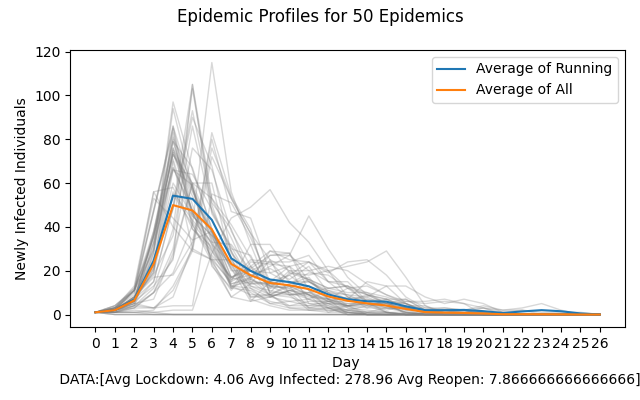 Epidemic Profiles for 50 Epidemics
120
100
80
60
40
20
0
Newly Infected Individuals
Average of Running
Average of All
0 1 2 3 4 5 6 7 8 9 10 11 12 13 14 15 16 17 18 19 20 21 22 23 24 25 26
Day
DATA:[Avg Lockdown: 4.06 Avg Infected: 278.96 Avg Reopen: 7.866666666666666]